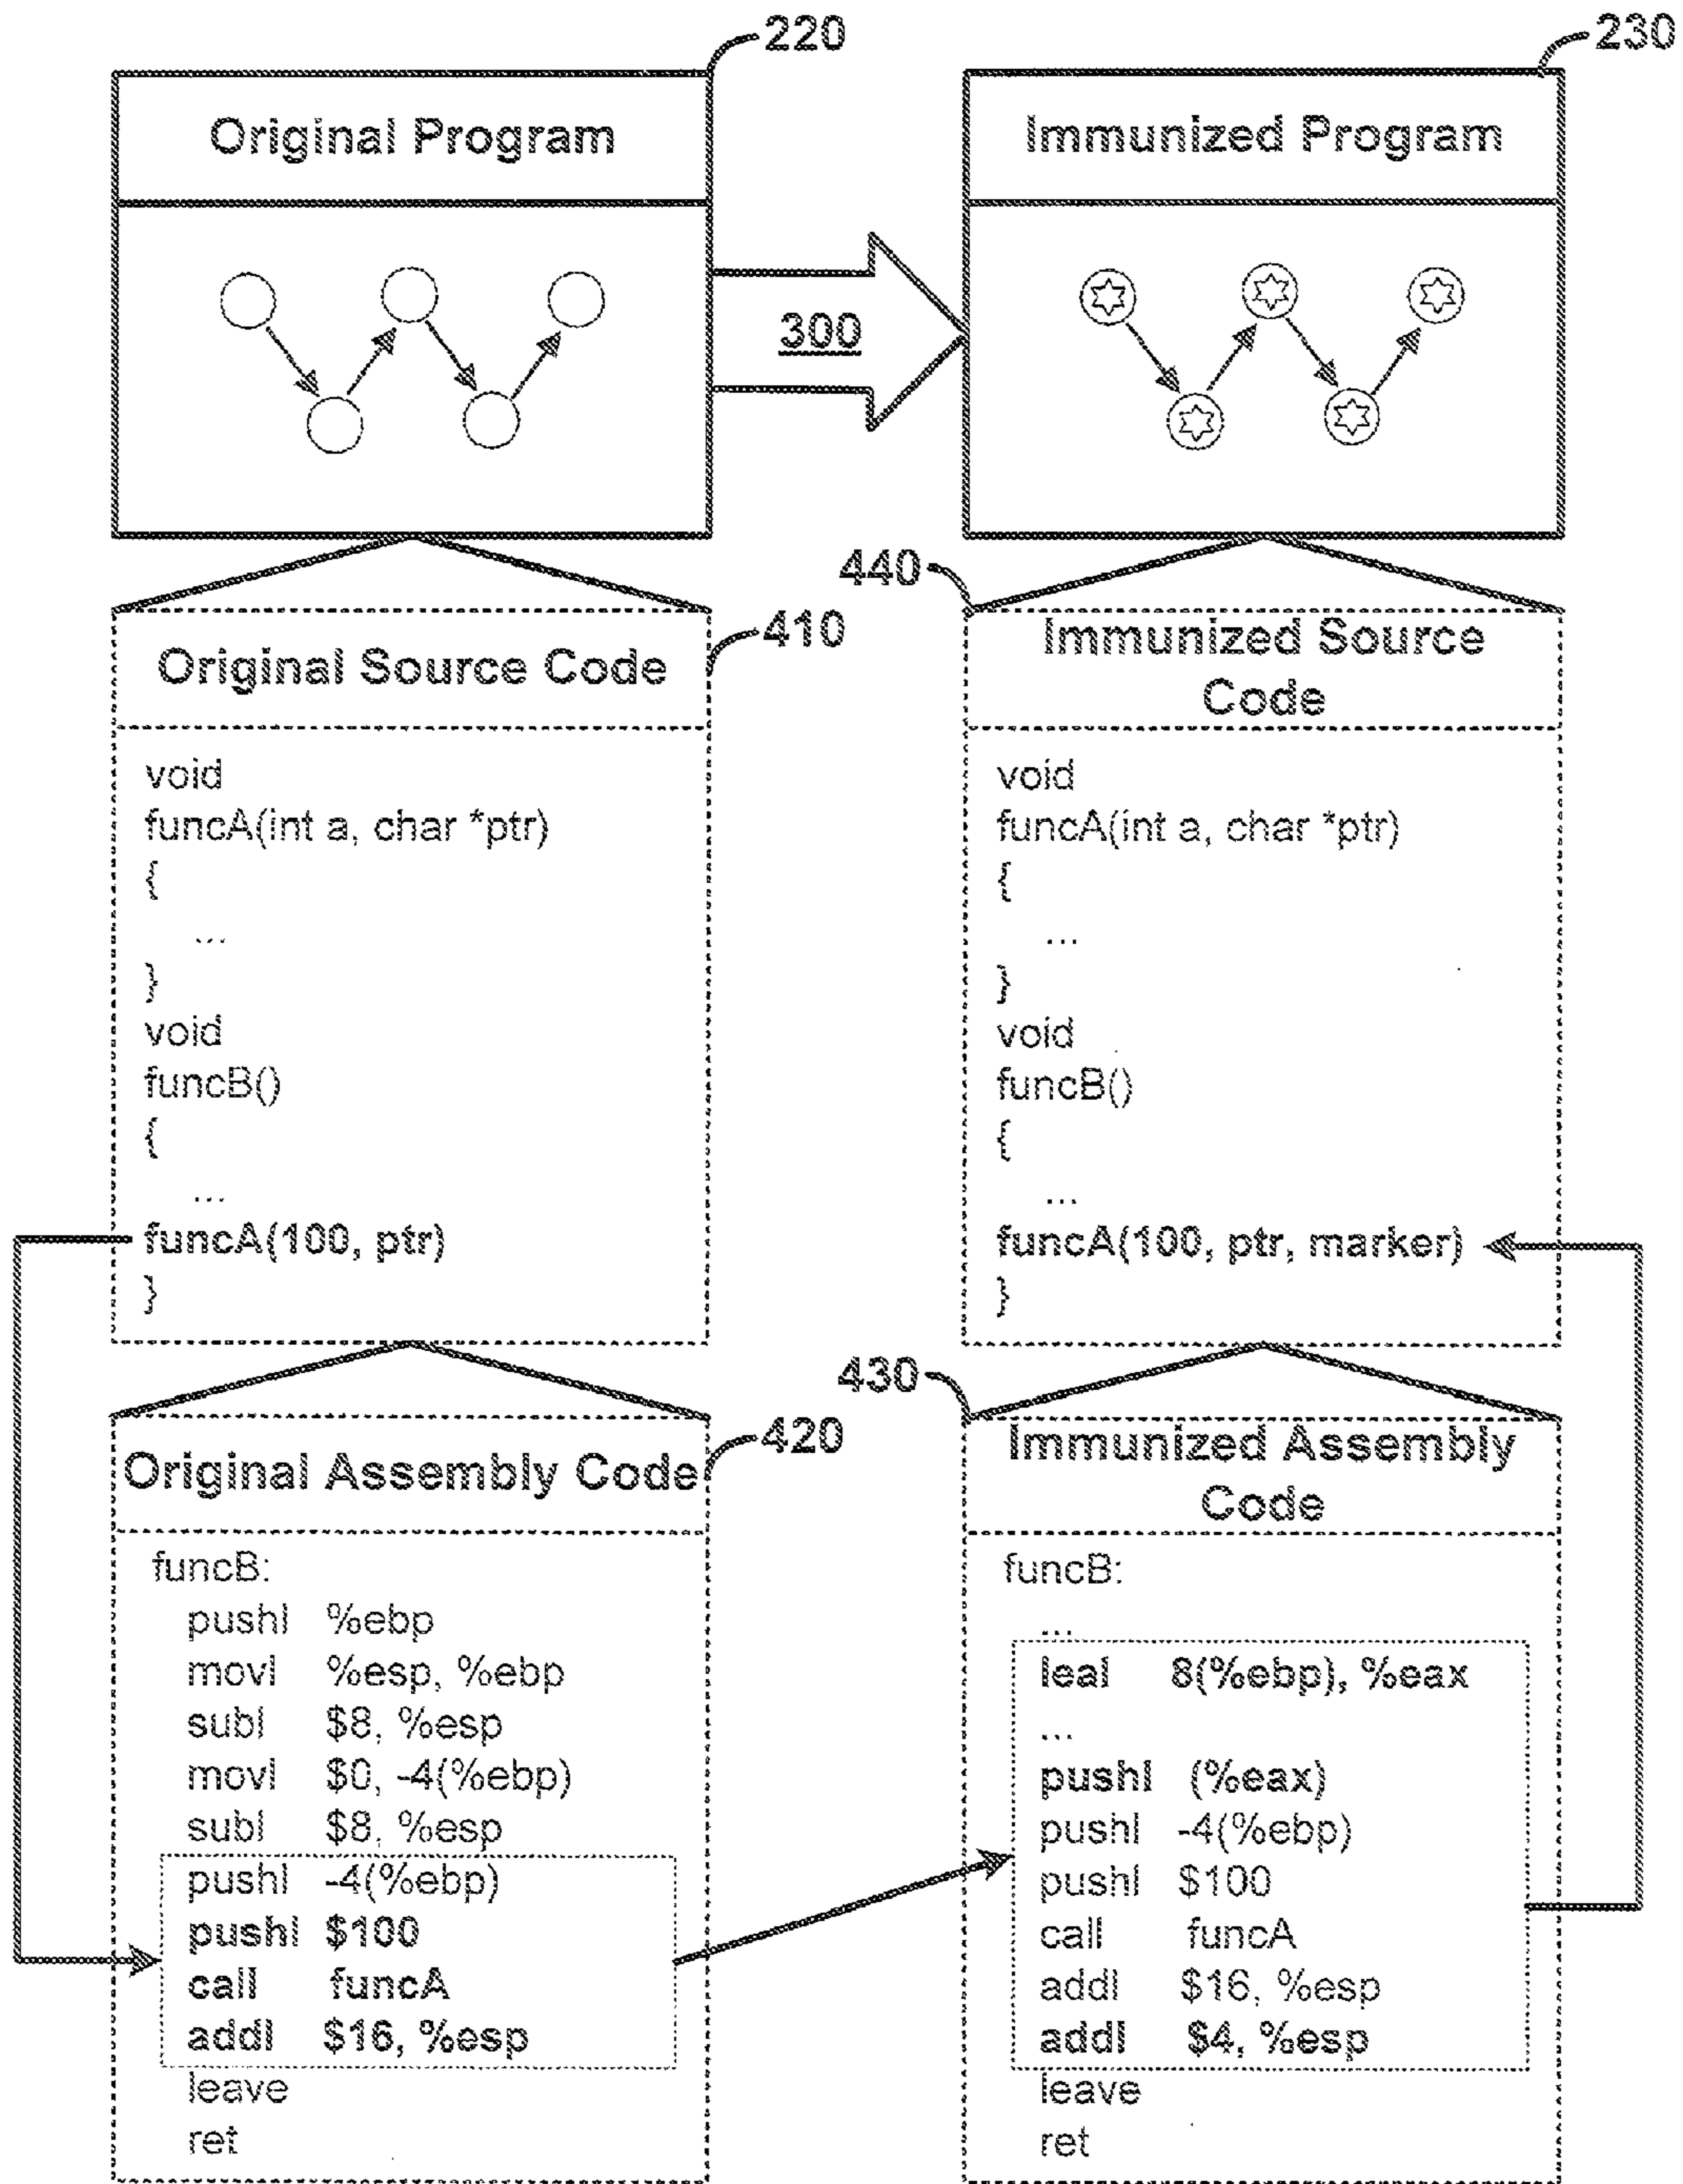 220
230
Original Program
Immunized Program
300
410
Original Source Code
void
funcA(int a, char *ptr)
{
...
}
void
funcB()
{
...
funcA(100, ptr)
}
440
Immunized Source
Code
void
funcA(int a, char *ptr)
{
...
}
void
funcB()
{
...
funcA(100, ptr, marker)
}
420
Original Assembly Code
funcB:
pushl %ebp
movl %esp, %ebp
subl $8, %esp
movl $0, -4(%ebp)
subl $8, %esp
pushl -4(%ebp)
pushl $100
call funcA
addl $16, %esp
leave
ret
430
Immunized Assembly
Code
funcB:
...
leal 8(%ebp), %eax
...
pushl (%eax)
pushl -4(%ebp)
pushl $100
call funcA
addl $16, %esp
addl $4, %esp
leave
ret